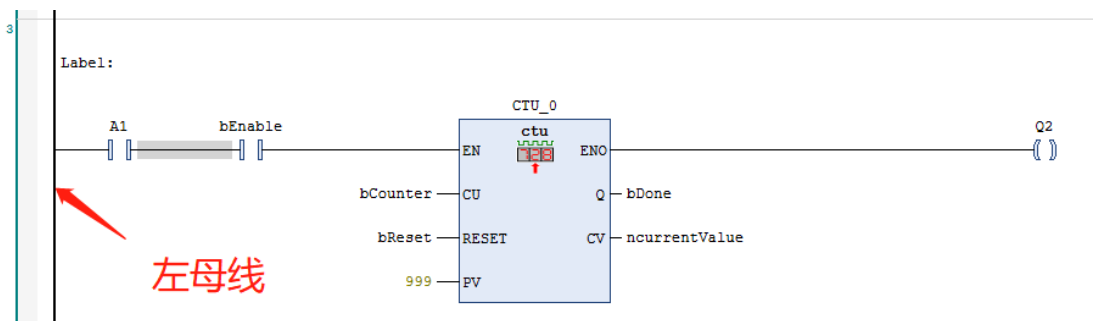 3
Label:
CTU_0
A1 bEnable ctu Q2
EN 728 ENO
bCounter CU Q bDone
bReset RESET CV ncurrentValue
左母线
999 PV